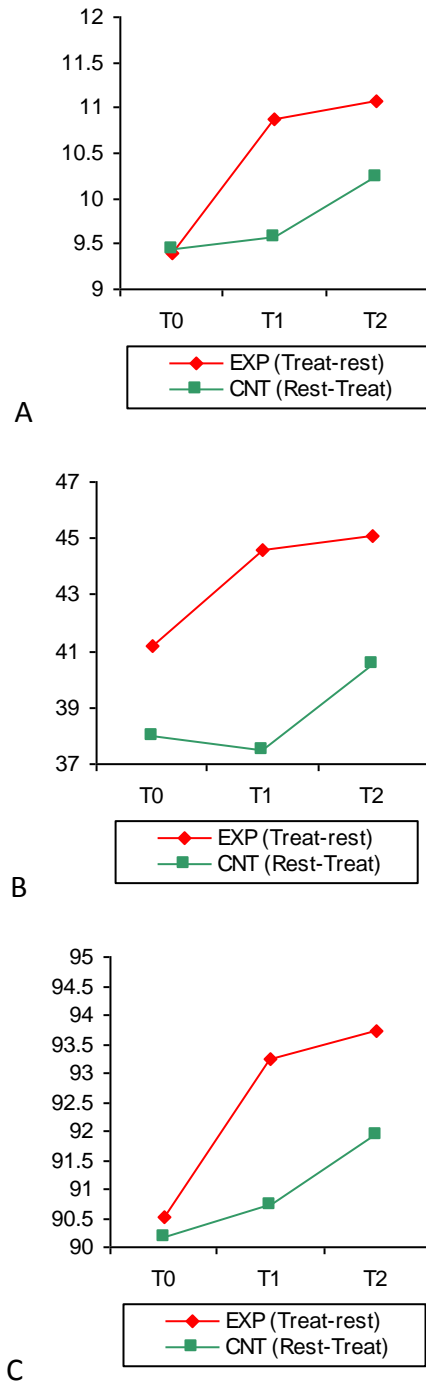 12
11.5
11
10.5
10
9.5
9
T0 T1 T2
EXP (Treat-rest)
CNT (Rest-Treat)
A
47
45
43
41
39
37
T0 T1 T2
EXP (Treat-rest)
CNT (Rest-Treat)
B
95
94.5
94
93.5
93
92.5
92
91.5
91
90.5
90
T0 T1 T2
EXP (Treat-rest)
CNT (Rest-Treat)
C